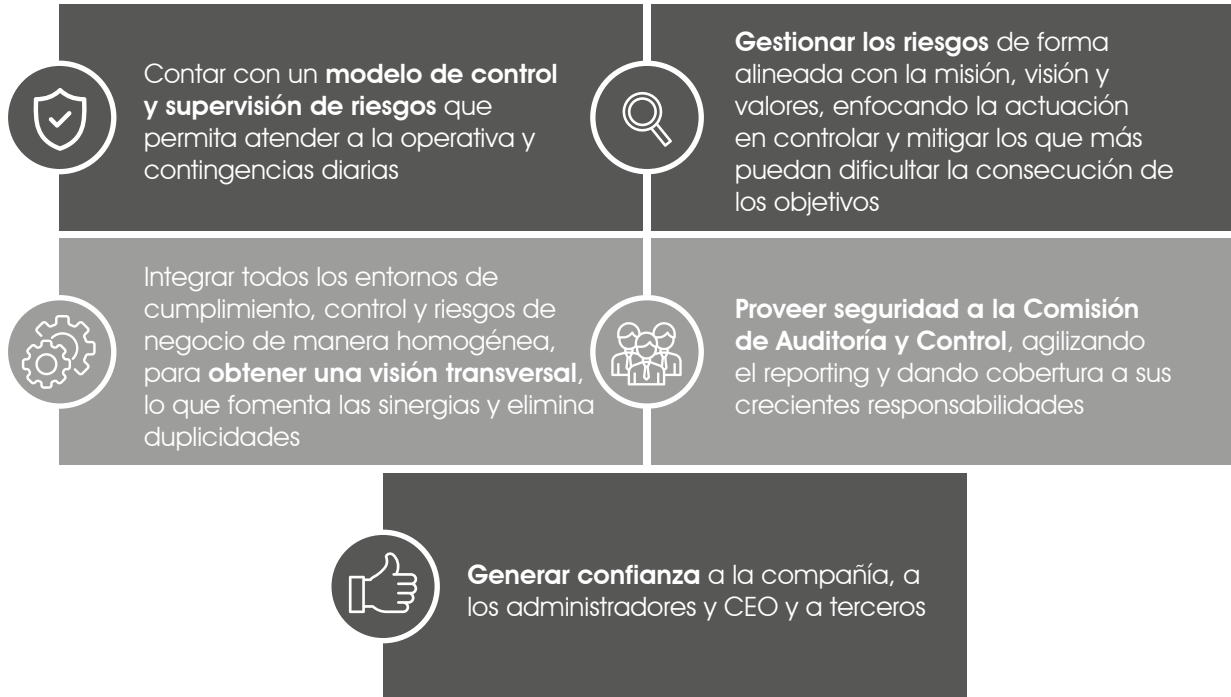 Contar con un modelo de control
y supervisión de riesgos que
permita atender a la operativa y
contingencias diarias
Gestionar los riesgos de forma
alineada con la misión, visión y
valores, enfocando la actuación
en controlar y mitigar los que más
puedan dificultar la consecución de
los objetivos
Integrar todos los entornos de
cumplimiento, control y riesgos de
negocio de manera homogénea,
para obtener una visión transversal,
lo que fomenta las sinergias y elimina
duplicidades
Proveer seguridad a la Comisión
de Auditoría y Control, agilizando
el reporting y dando cobertura a sus
crecientes responsabilidades
Generar confianza a la compañía, a
los administradores y CEO y a terceros